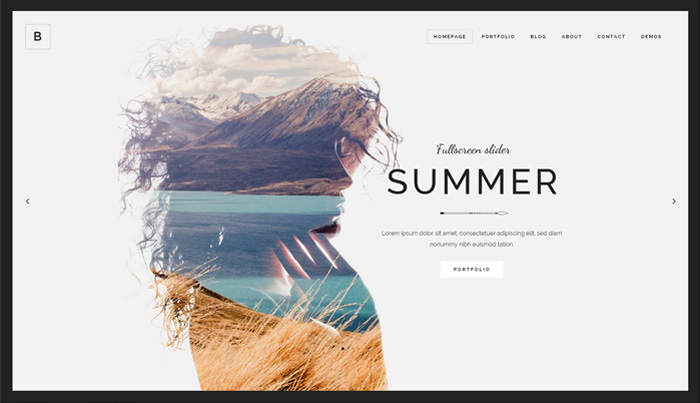 B
HOMEPAGE PORTFOLIO BLOG ABOUT CONTACT DEMOS
Fullscreen slider
SUMMER
Lorem ipsum dolor sit amet, consectetuer adipiscing elit, sed diam
nonummy nibh euismod tation.
PORTFOLIO